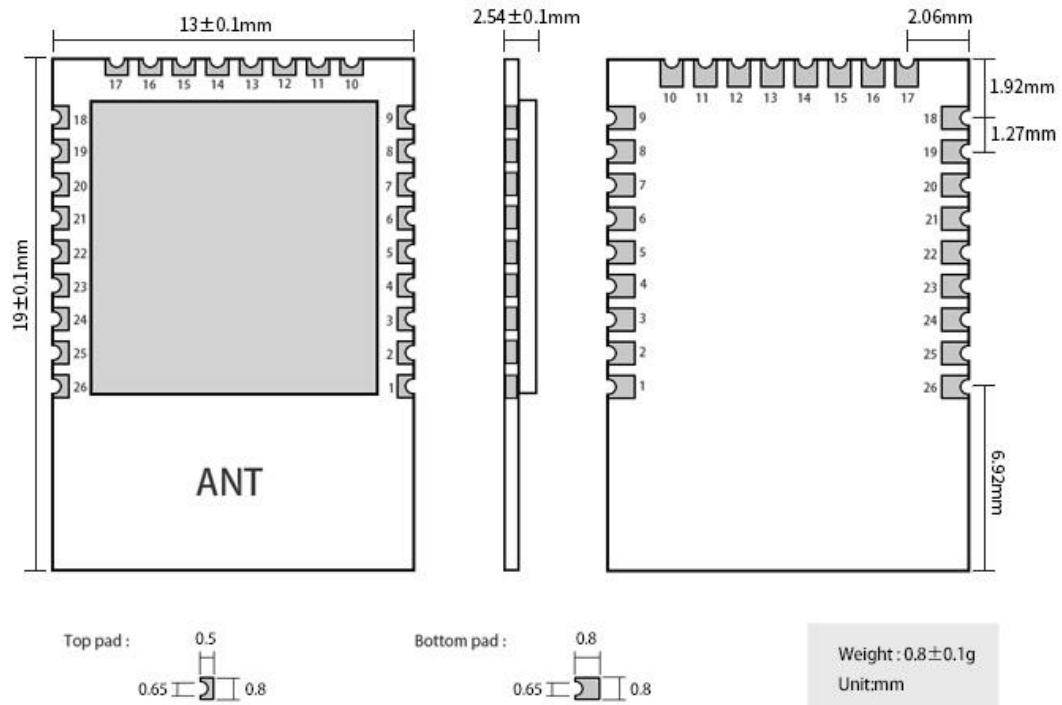 13±0.1mm
2.54±0.1mm
2.06mm
17 16 15 14 13 12 11 10
10 11 12 13 14 15 16 17
1.92mm
18 9
9 18
1.27mm
19 8
8 19
20 7
7 20
21 6
6 21
22 5
5 22
23 4
4 23
24 3
3 24
25 2
2 25
26 1
1 26
19±0.1mm
6.92mm
ANT
Top pad :
0.5
0.65
0.8
Bottom pad :
0.8
0.65
0.8
Weight : 0.8±0.1g
Unit:mm